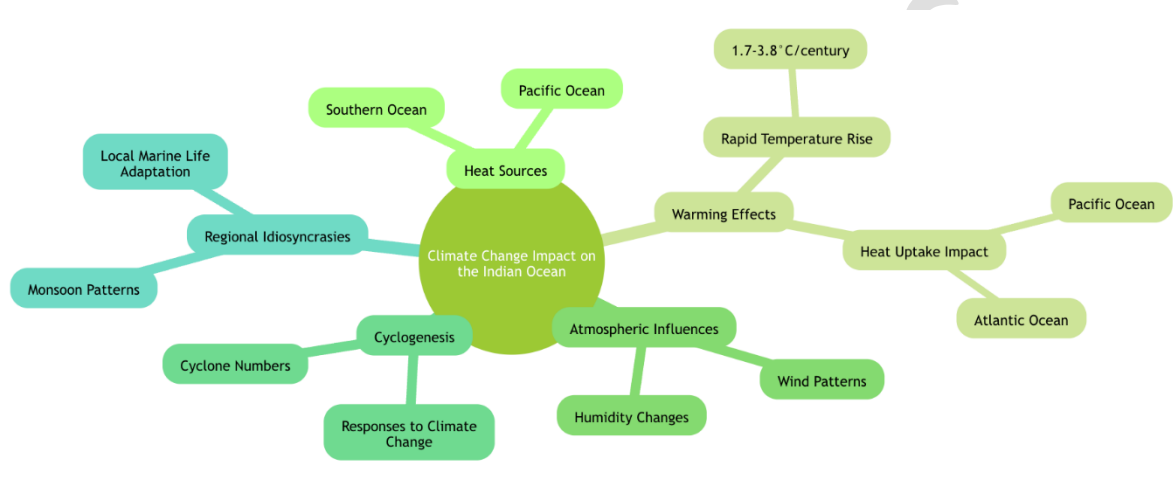 1.7-3.8°C/century
Pacific Ocean
Southern Ocean
Rapid Temperature Rise
Local Marine Life
Adaptation
Heat Sources
Pacific Ocean
Warming Effects
Regional Idiosyncrasies
Climate Change Impact on
the Indian Ocean
Heat Uptake Impact
Monsoon Patterns
Atlantic Ocean
Atmospheric Influences
Cyclogenesis
Cyclone Numbers
Wind Patterns
Humidity Changes
Responses to Climate
Change